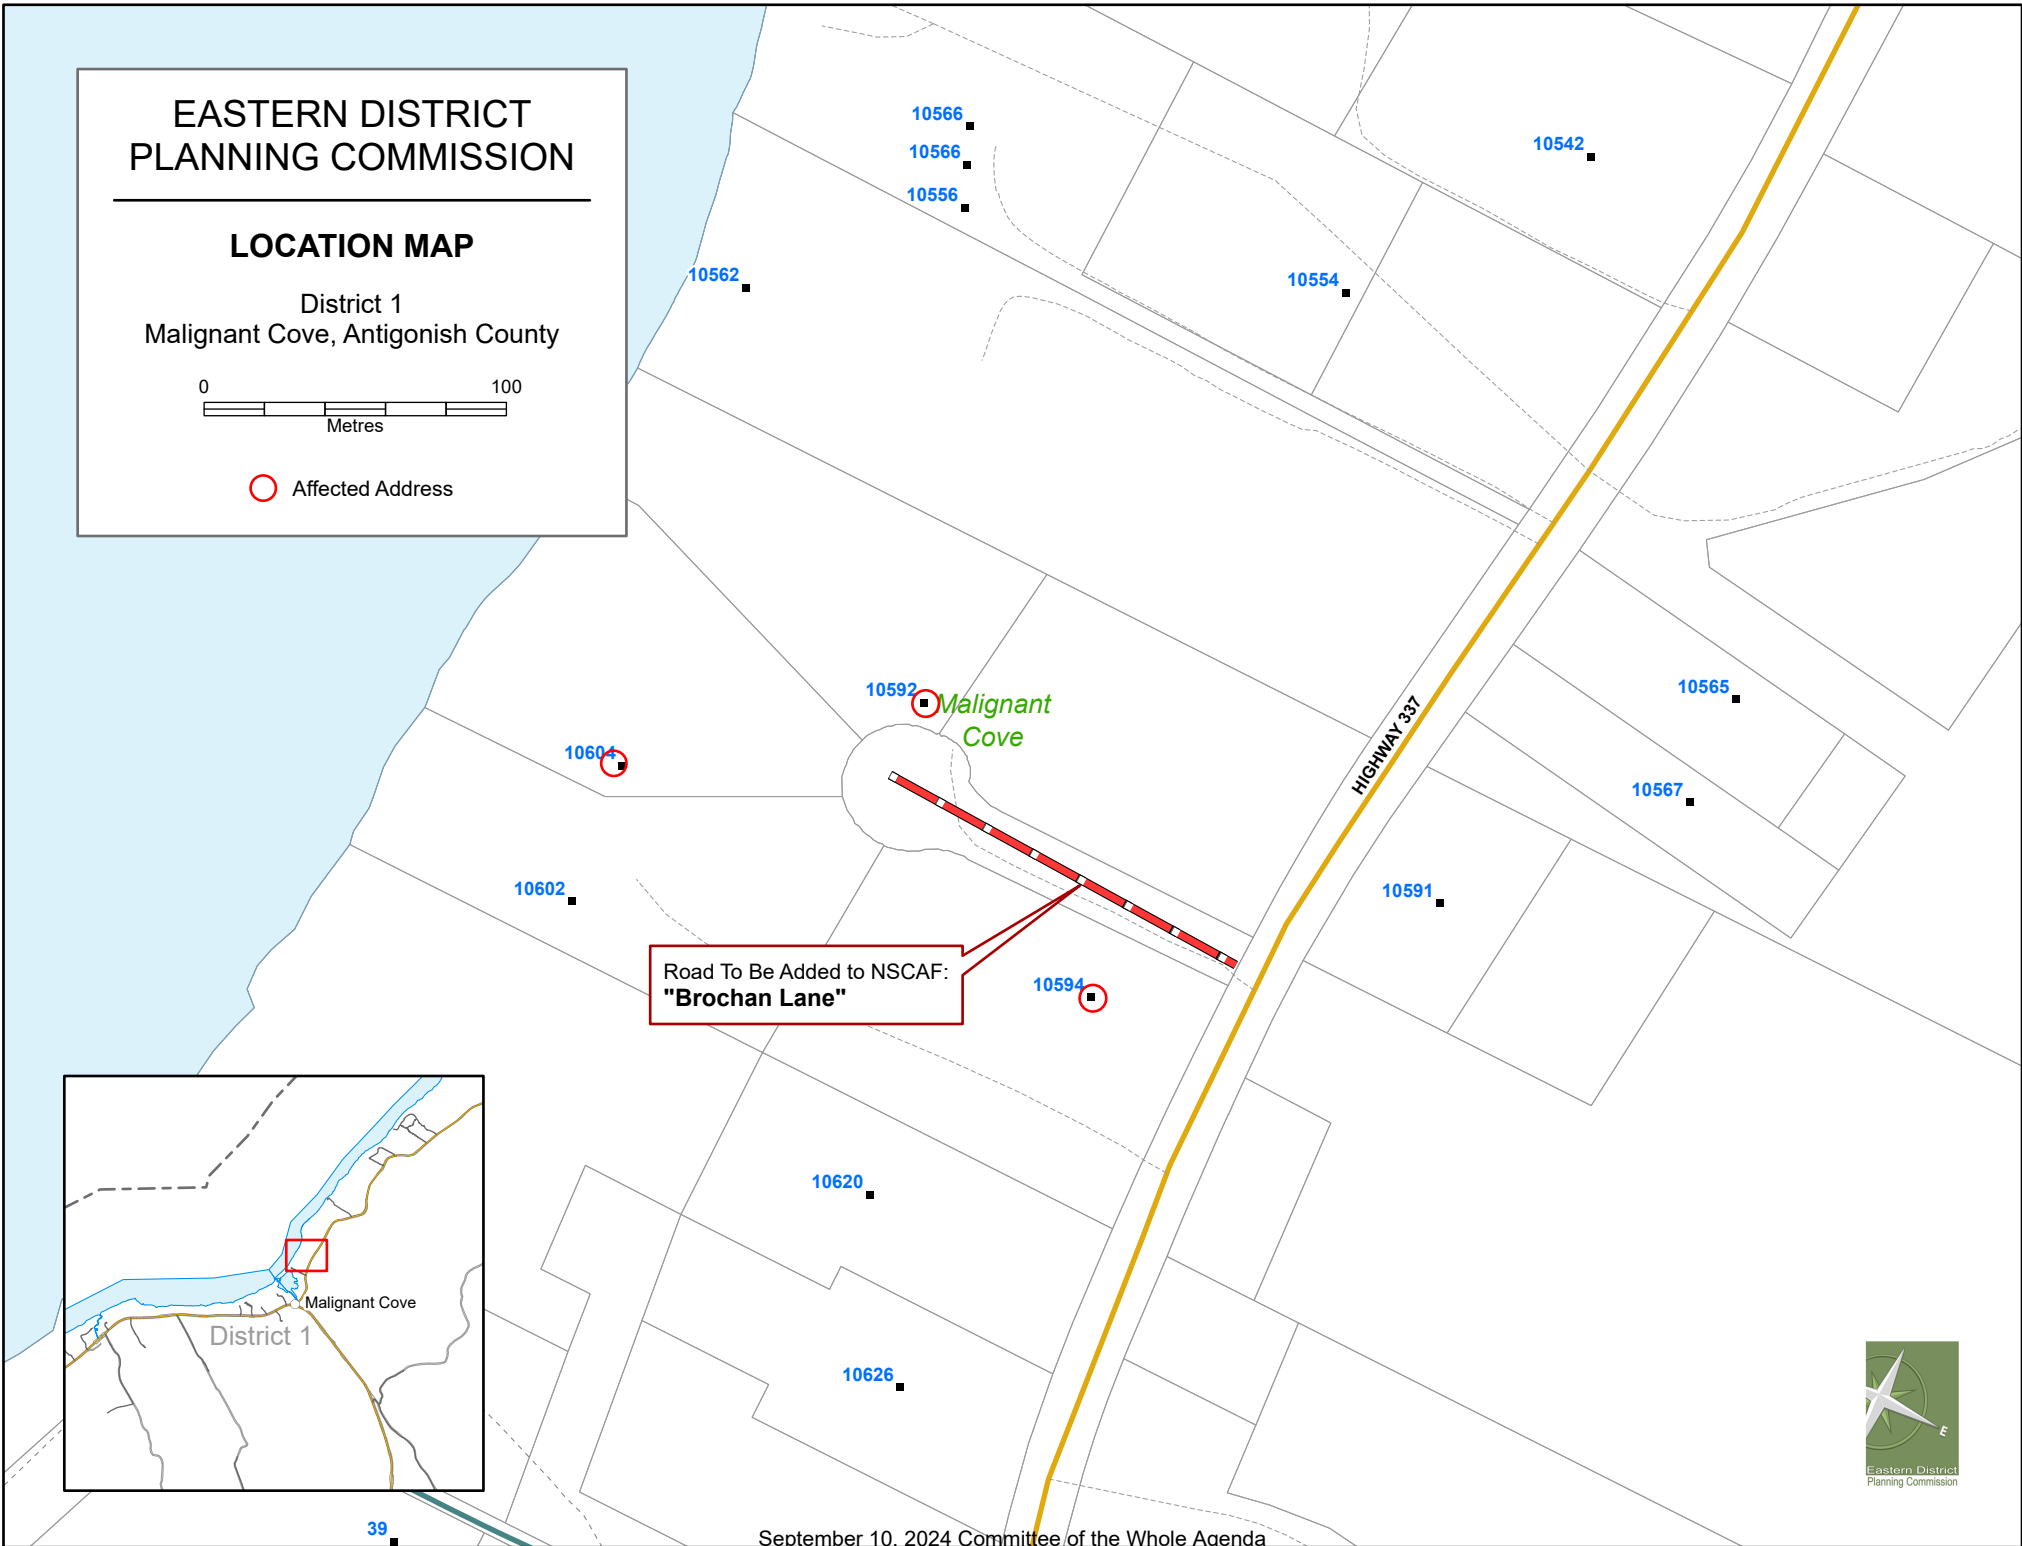 EASTERN DISTRICT
PLANNING COMMISSION
LOCATION MAP
District 1
Malignant Cove, Antigonish County
0 100
Metres
Affected Address
10566
10566
10556
10542
10562
10554
10592
Malignant
Cove
10604
HIGHWAY 337
10565
10567
10602
10591
Road To Be Added to NSCAF:
"Brochan Lane"
10594
10620
10626
Malignant Cove
District 1
39
E
Eastern District
Planning Commission
September 10, 2024 Committee of the Whole Agenda